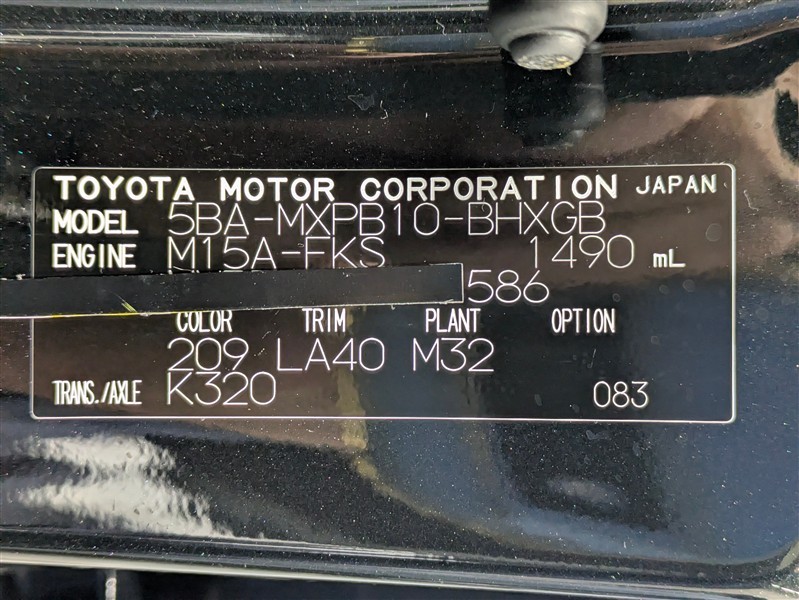 TOYOTA MOTOR CORPORATION JAPAN
MODEL 5BA-MXPB10-BHXGB
ENGINE M15A-FKS 1490 mL
586
COLOR TRIM PLANT OPTION
209 LA40 M32
TRANS./AXLE K320 083